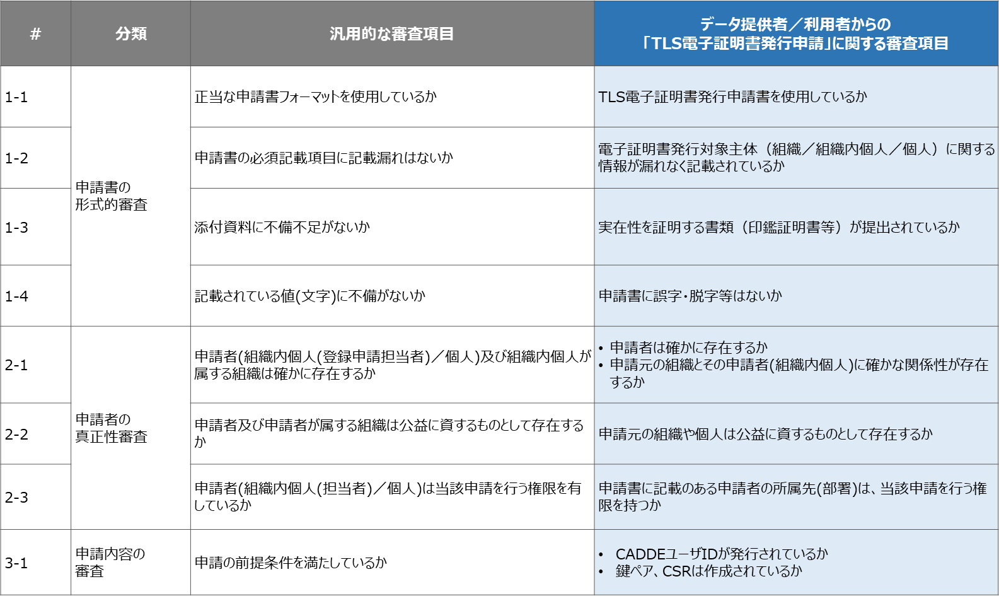 #
分類
汎用的な審査項目
データ提供者／利用者からの
「TLS電子証明書発行申請」に関する審査項目
1-1
申請書の
形式的審査
正当な申請書フォーマットを使用しているか
TLS電子証明書発行申請書を使用しているか
1-2
申請書の必須記載項目に記載漏れはないか
電子証明書発行対象主体（組織／組織内個人／個人）に関する
情報が漏れなく記載されているか
1-3
添付資料に不備不足がないか
実在性を証明する書類（印鑑証明書等）が提出されているか
1-4
記載されている値(文字)に不備がないか
申請書に誤字・脱字等はないか
2-1
申請者の
真正性審査
申請者(組織内個人(登録申請担当者)／個人)及び組織内個人が
属する組織は確かに存在するか
• 申請者は確かに存在するか
• 申請元の組織とその申請者(組織内個人)に確かな関係性が存在
するか
2-2
申請者及び申請者が属する組織は公益に資するものとして存在する
か
申請元の組織や個人は公益に資するものとして存在するか
2-3
申請者(組織内個人(担当者)／個人)は当該申請を行う権限を有
しているか
申請書に記載のある申請者の所属先(部署)は、当該申請を行う権
限を持つか
3-1
申請内容の
審査
申請の前提条件を満たしているか
• CADDEユーザIDが発行されているか
• 鍵ペア、CSRは作成されているか